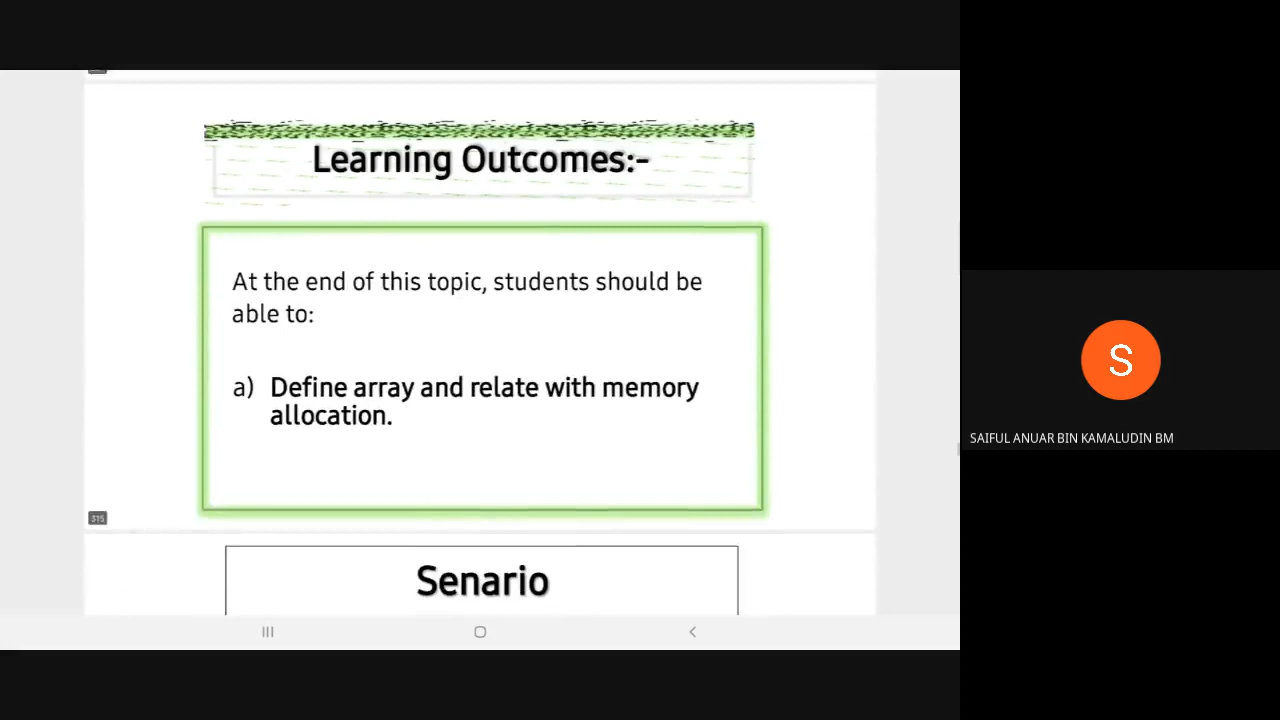 Learning Outcomes:-
At the end of this topic, students should be
able to:
a) Define array and relate with memory
allocation.
315
Senario
S
SAIFUL ANUAR BIN KAMALUDIN BM